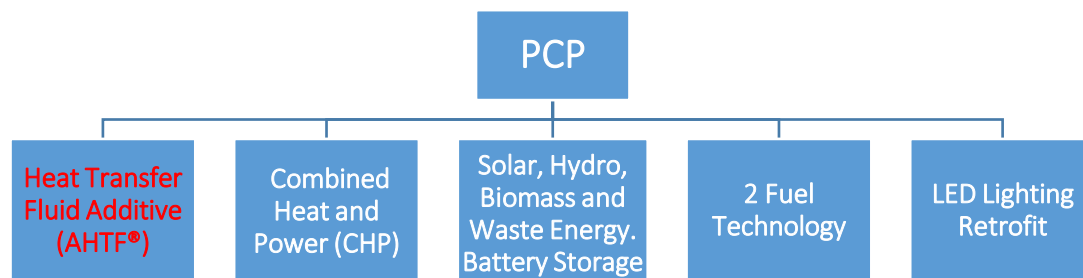 PCP
Heat Transfer
Fluid Additive
(AHTF®)
Combined
Heat and
Power (CHP)
Solar, Hydro,
Biomass and
Waste Energy.
Battery Storage
2 Fuel
Technology
LED Lighting
Retrofit